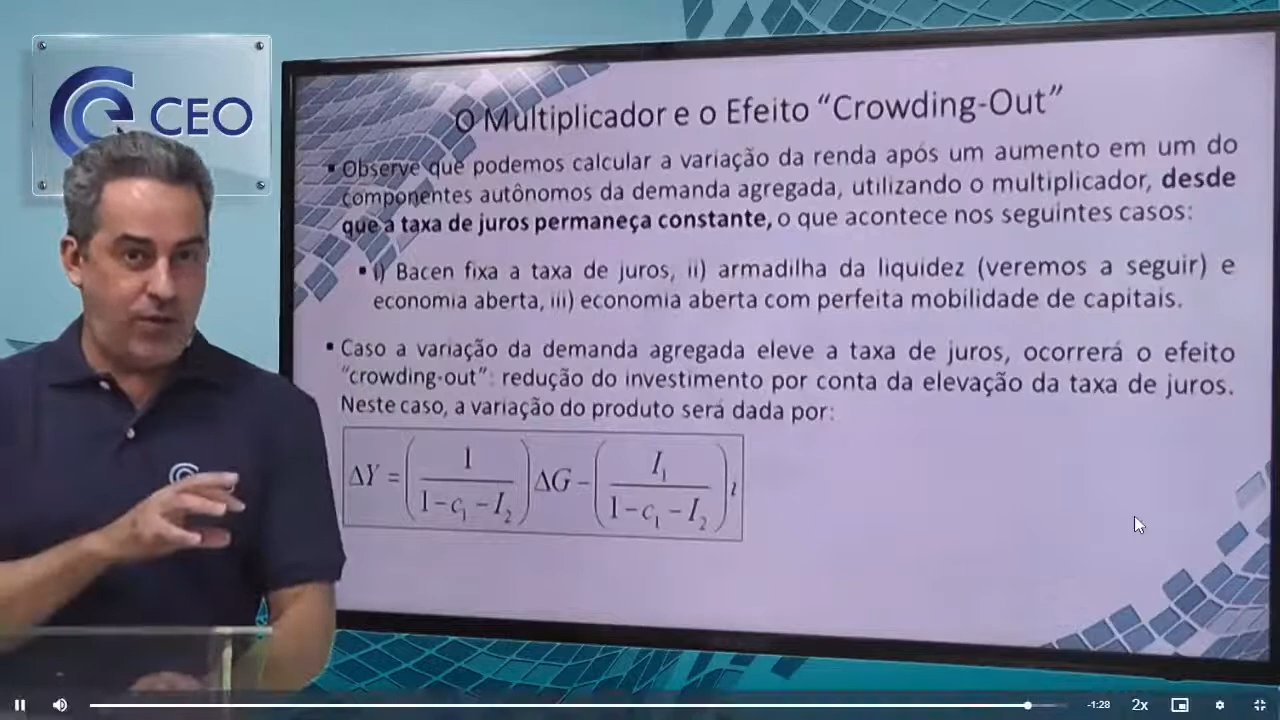 CEO
O Multiplicador e o Efeito “Crowding-Out”
▪ Observe que podemos calcular a variação da renda após um aumento em um do
componentes autônomos da demanda agregada, utilizando o multiplicador, desde
que a taxa de juros permaneça constante, o que acontece nos seguintes casos:
▪ i) Bacen fixa a taxa de juros, ii) armadilha da liquidez (veremos a seguir) e
economia aberta, iii) economia aberta com perfeita mobilidade de capitais.
▪ Caso a variação da demanda agregada eleve a taxa de juros, ocorrerá o efeito
“crowding-out”: redução do investimento por conta da elevação da taxa de juros.
Neste caso, a variação do produto será dada por:
ΔY = (1 / (1 − c₁ − I₂)) ΔG − (I₁ / (1 − c₁ − I₂)) i
-1:28 2x